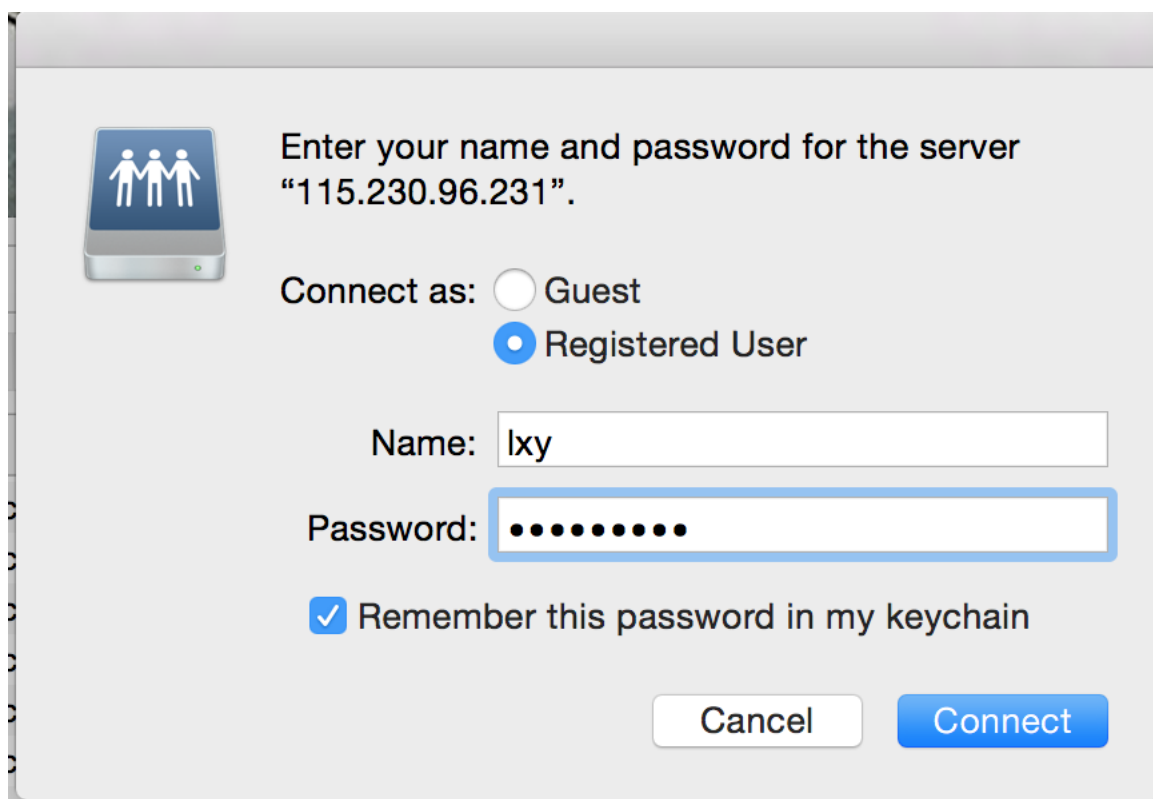 Enter your name and password for the server
“115.230.96.231”.
Connect as: Guest
Registered User
Name: lxy
Password: •••••••••
Remember this password in my keychain
Cancel Connect